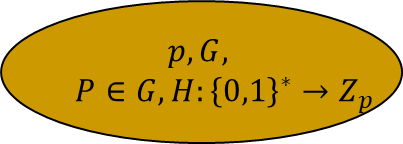 p, G,
P ∈ G, H: {0,1}* → Z_p